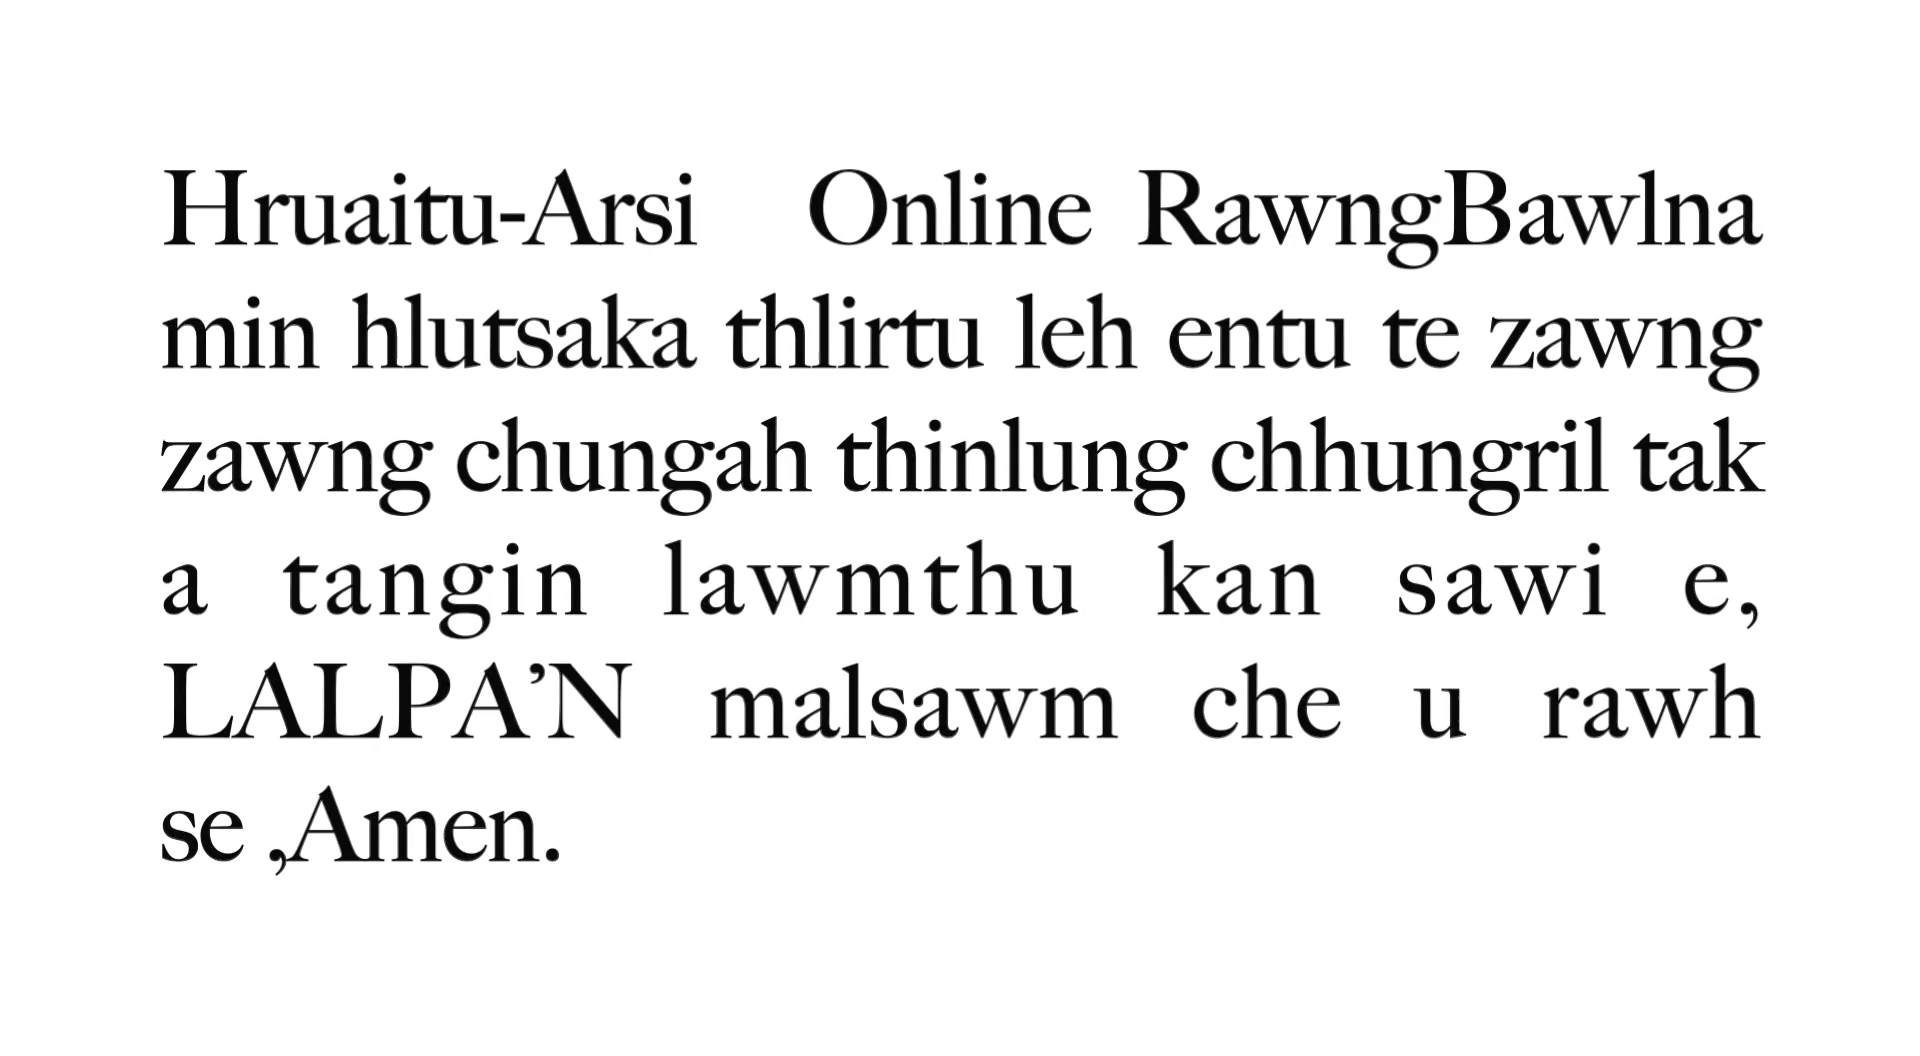 Hruaitu-Arsi Online RawngBawlna
min hlutsaka thlirtu leh entu te zawng
zawng chungah thinlung chhungril tak
a tangin lawmthu kan sawi e,
LALPA’N malsawm che u rawh
se ,Amen.